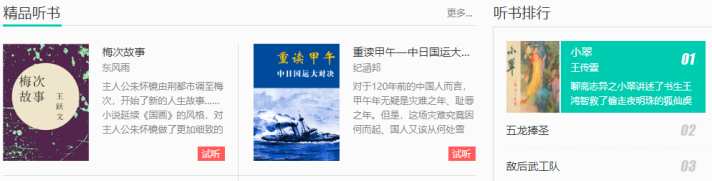 精品听书
更多...
梅次故事
东风雨
主人公朱怀镜由荆都市调至梅
次，开始了新的人生故事……
小说延续《国画》的风格，对
主人公朱怀镜做了更加细致的
试听
梅次
故事
王跃文
重读甲午—中日国运大...
纪涵邦
对于120年前的中国人而言，
甲午年无疑是灾难之年、耻辱
之年。但是，这场灾难究竟因
何而起、国人又该从何处雪
试听
重读甲午
中日国运大对决
听书排行
小翠
小翠
王传霖
聊斋志异之小翠讲述了书生王
鸿智救了偷走夜明珠的狐仙虞
01
五龙捧圣
02
敌后武工队
03